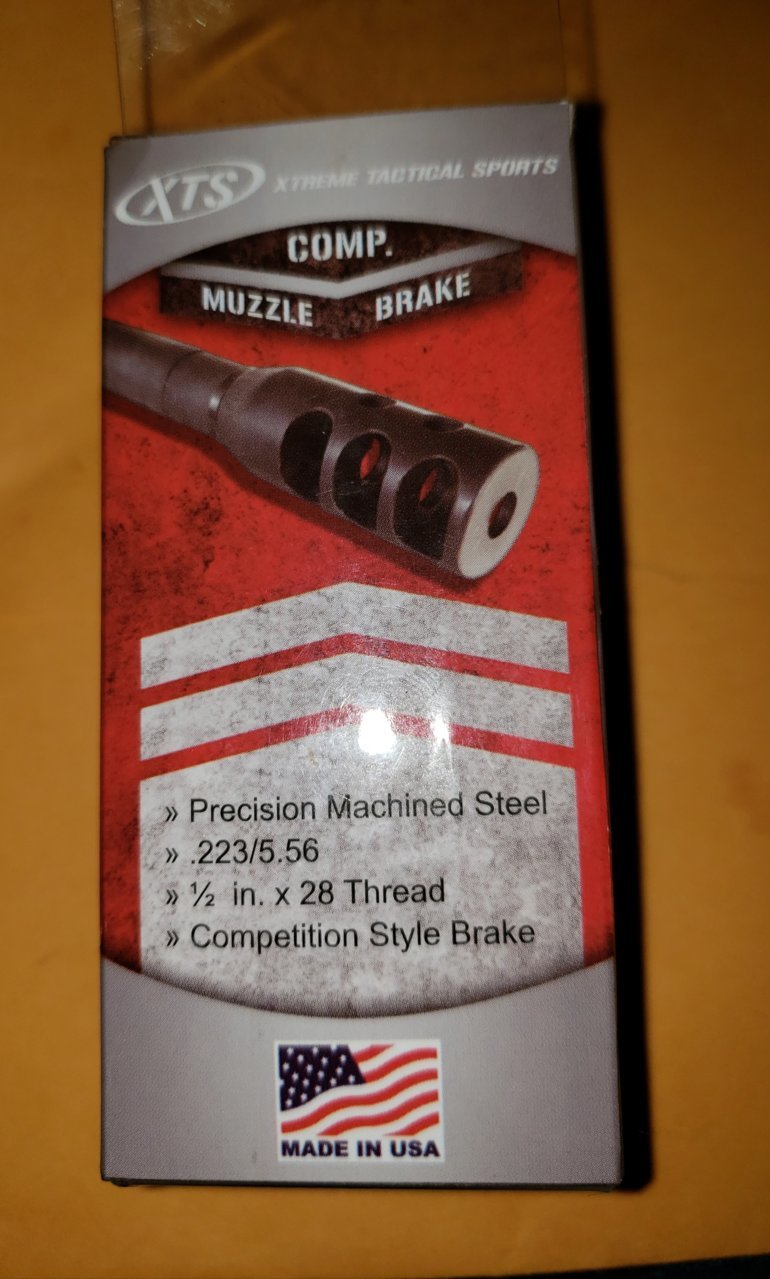 XTS XTREME TACTICAL SPORTS
COMP.
MUZZLE BRAKE
» Precision Machined Steel
» .223/5.56
» ½ in. x 28 Thread
» Competition Style Brake
MADE IN USA